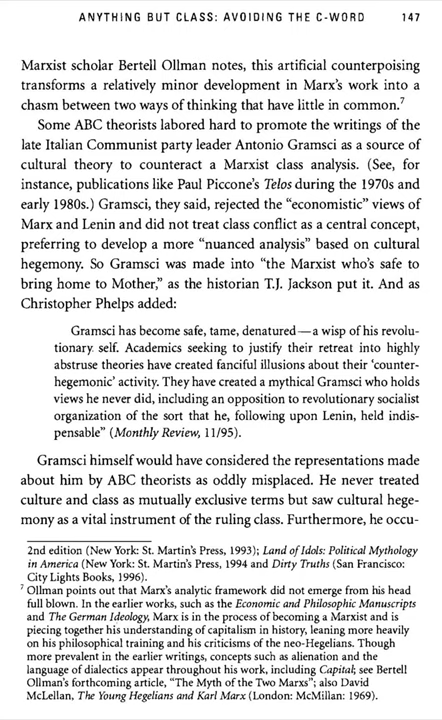 ANYTHING BUT CLASS: AVOIDING THE C-WORD 147
Marxist scholar Bertell Ollman notes, this artificial counterpoising
transforms a relatively minor development in Marx's work into a
chasm between two ways of thinking that have little in common.⁷
Some ABC theorists labored hard to promote the writings of the
late Italian Communist party leader Antonio Gramsci as a source of
cultural theory to counteract a Marxist class analysis. (See, for
instance, publications like Paul Piccone's Telos during the 1970s and
early 1980s.) Gramsci, they said, rejected the “economistic” views of
Marx and Lenin and did not treat class conflict as a central concept,
preferring to develop a more “nuanced analysis” based on cultural
hegemony. So Gramsci was made into “the Marxist who's safe to
bring home to Mother,” as the historian T.J. Jackson put it. And as
Christopher Phelps added:
Gramsci has become safe, tame, denatured—a wisp of his revolu-
tionary self. Academics seeking to justify their retreat into highly
abstruse theories have created fanciful illusions about their ‘counter-
hegemonic’ activity. They have created a mythical Gramsci who holds
views he never did, including an opposition to revolutionary socialist
organization of the sort that he, following upon Lenin, held indis-
pensable” (Monthly Review, 11/95).
Gramsci himself would have considered the representations made
about him by ABC theorists as oddly misplaced. He never treated
culture and class as mutually exclusive terms but saw cultural hege-
mony as a vital instrument of the ruling class. Furthermore, he occu-
2nd edition (New York: St. Martin's Press, 1993); Land of Idols: Political Mythology
in America (New York: St. Martin's Press, 1994 and Dirty Truths (San Francisco:
City Lights Books, 1996).
⁷ Ollman points out that Marx's analytic framework did not emerge from his head
full blown. In the earlier works, such as the Economic and Philosophic Manuscripts
and The German Ideology, Marx is in the process of becoming a Marxist and is
piecing together his understanding of capitalism in history, leaning more heavily
on his philosophical training and his criticisms of the neo-Hegelians. Though
more prevalent in the earlier writings, concepts such as alienation and the
language of dialectics appear throughout his work, including Capital; see Bertell
Ollman's forthcoming article, “The Myth of the Two Marxs”; also David
McLellan, The Young Hegelians and Karl Marx (London: McMillan: 1969).